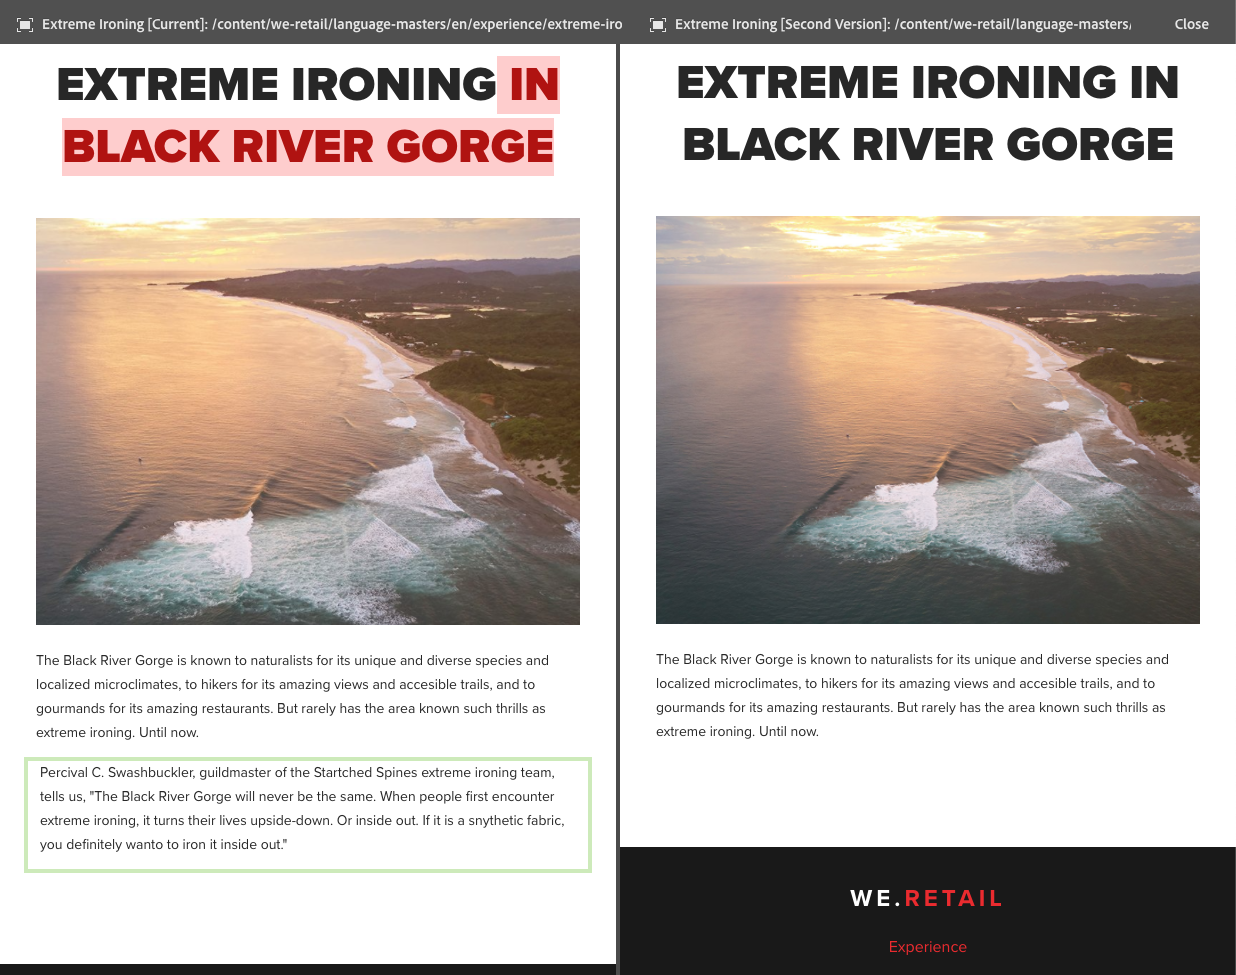 Extreme Ironing [Current]: /content/we-retail/language-masters/en/experience/extreme-iro
EXTREME IRONING IN
BLACK RIVER GORGE
The Black River Gorge is known to naturalists for its unique and diverse species and
localized microclimates, to hikers for its amazing views and accesible trails, and to
gourmands for its amazing restaurants. But rarely has the area known such thrills as
extreme ironing. Until now.
Percival C. Swashbuckler, guildmaster of the Startched Spines extreme ironing team,
tells us, "The Black River Gorge will never be the same. When people first encounter
extreme ironing, it turns their lives upside-down. Or inside out. If it is a snythetic fabric,
you definitely wanto to iron it inside out."
Extreme Ironing [Second Version]: /content/we-retail/language-masters/
Close
EXTREME IRONING IN
BLACK RIVER GORGE
The Black River Gorge is known to naturalists for its unique and diverse species and
localized microclimates, to hikers for its amazing views and accesible trails, and to
gourmands for its amazing restaurants. But rarely has the area known such thrills as
extreme ironing. Until now.
WE.RETAIL
Experience